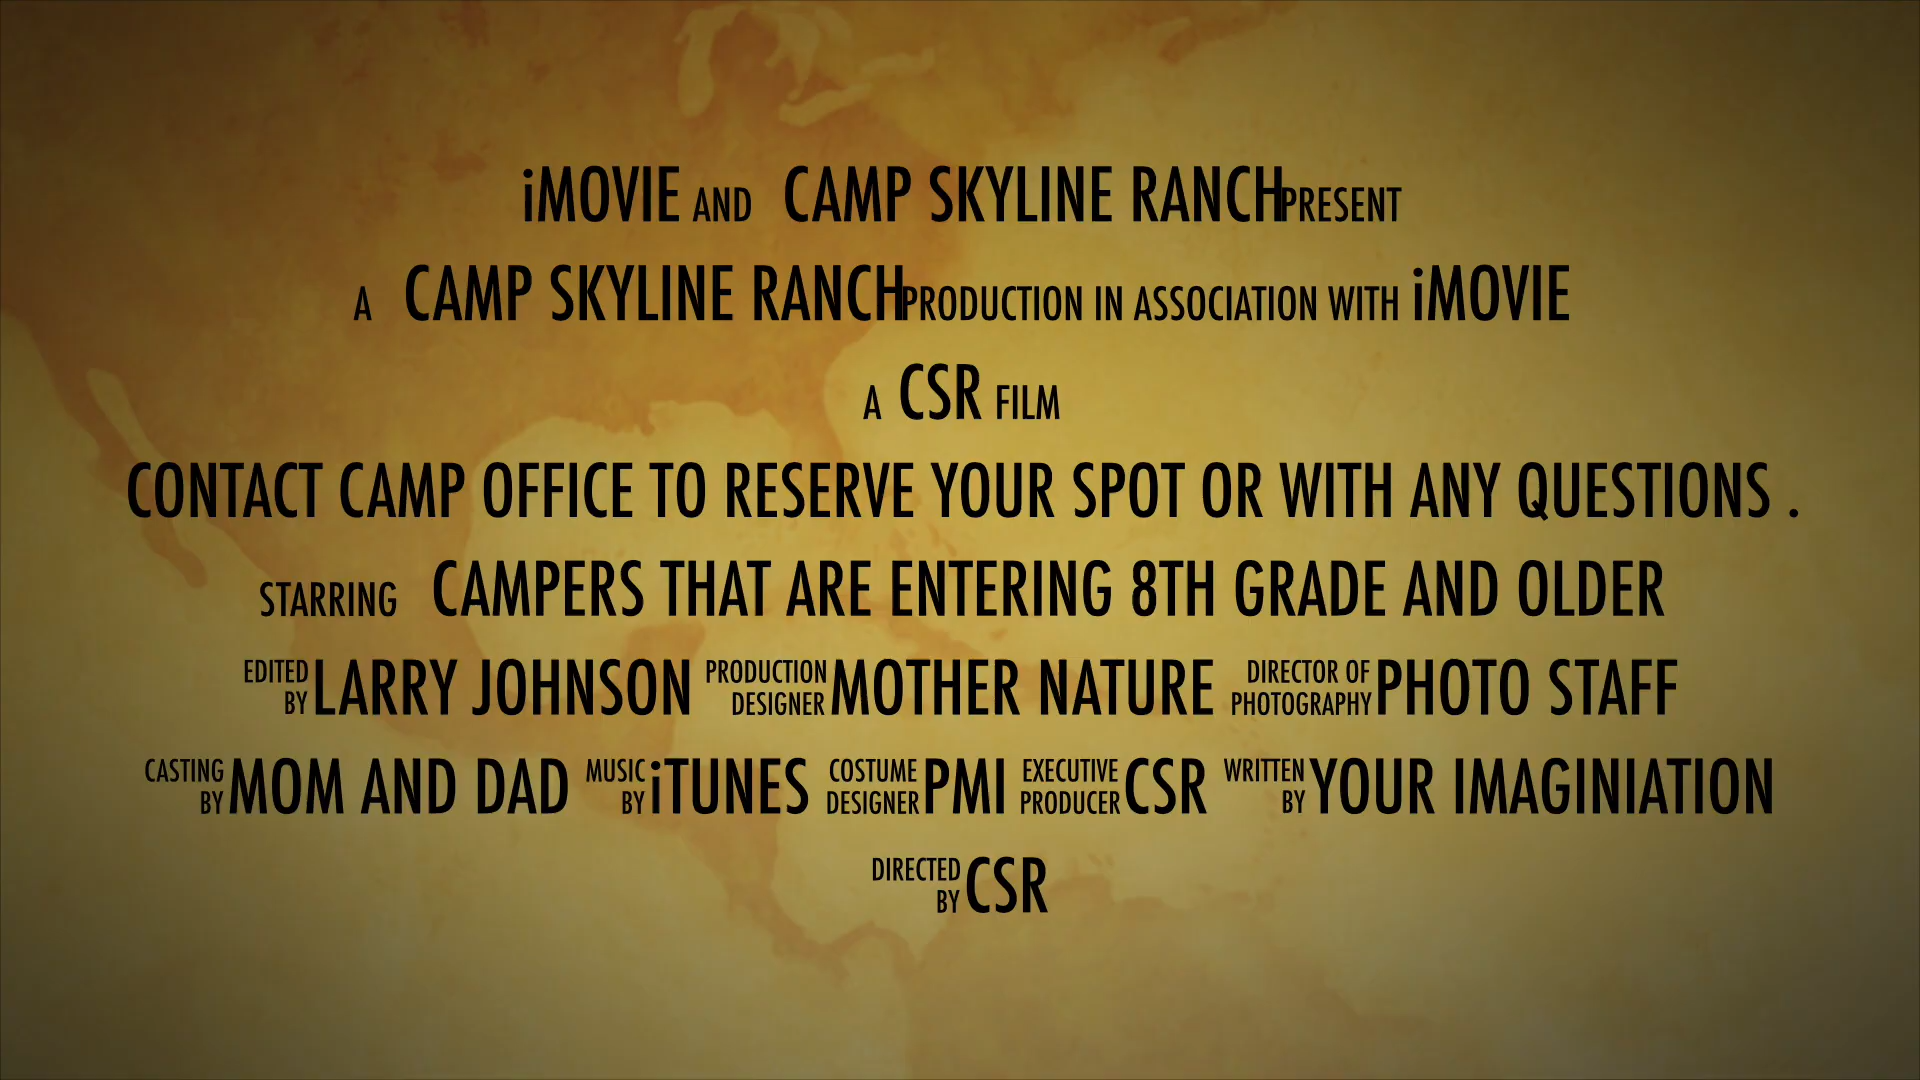 iMOVIE AND CAMP SKYLINE RANCH PRESENT
A CAMP SKYLINE RANCH PRODUCTION IN ASSOCIATION WITH iMOVIE
A CSR FILM
CONTACT CAMP OFFICE TO RESERVE YOUR SPOT OR WITH ANY QUESTIONS .
STARRING CAMPERS THAT ARE ENTERING 8TH GRADE AND OLDER
EDITED BY LARRY JOHNSON PRODUCTION DESIGNER MOTHER NATURE DIRECTOR OF PHOTOGRAPHY PHOTO STAFF
CASTING BY MOM AND DAD MUSIC BY iTUNES COSTUME DESIGNER PMI EXECUTIVE PRODUCER CSR WRITTEN BY YOUR IMAGINIATION
DIRECTED BY CSR